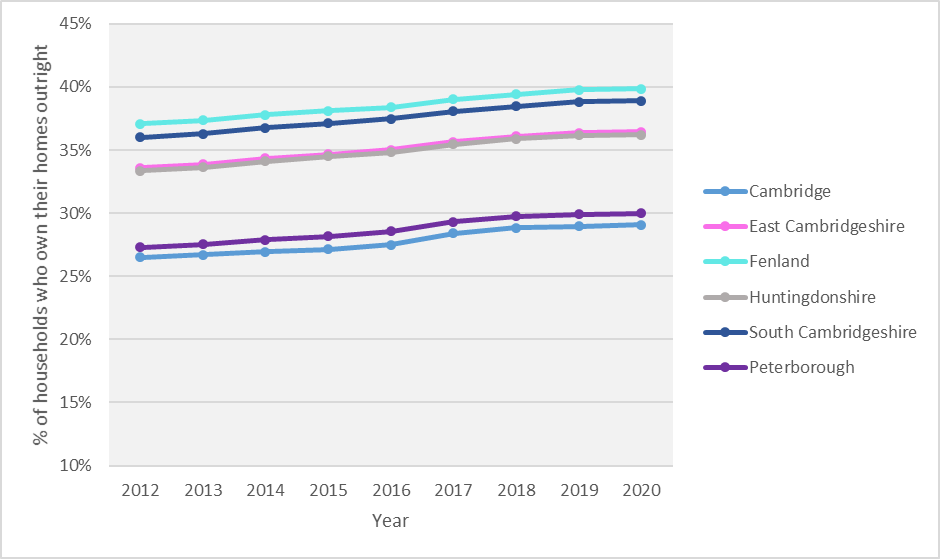 % of households who own their homes outright
45%
40%
35%
30%
25%
20%
15%
10%
2012 2013 2014 2015 2016 2017 2018 2019 2020
Year
Cambridge
East Cambridgeshire
Fenland
Huntingdonshire
South Cambridgeshire
Peterborough